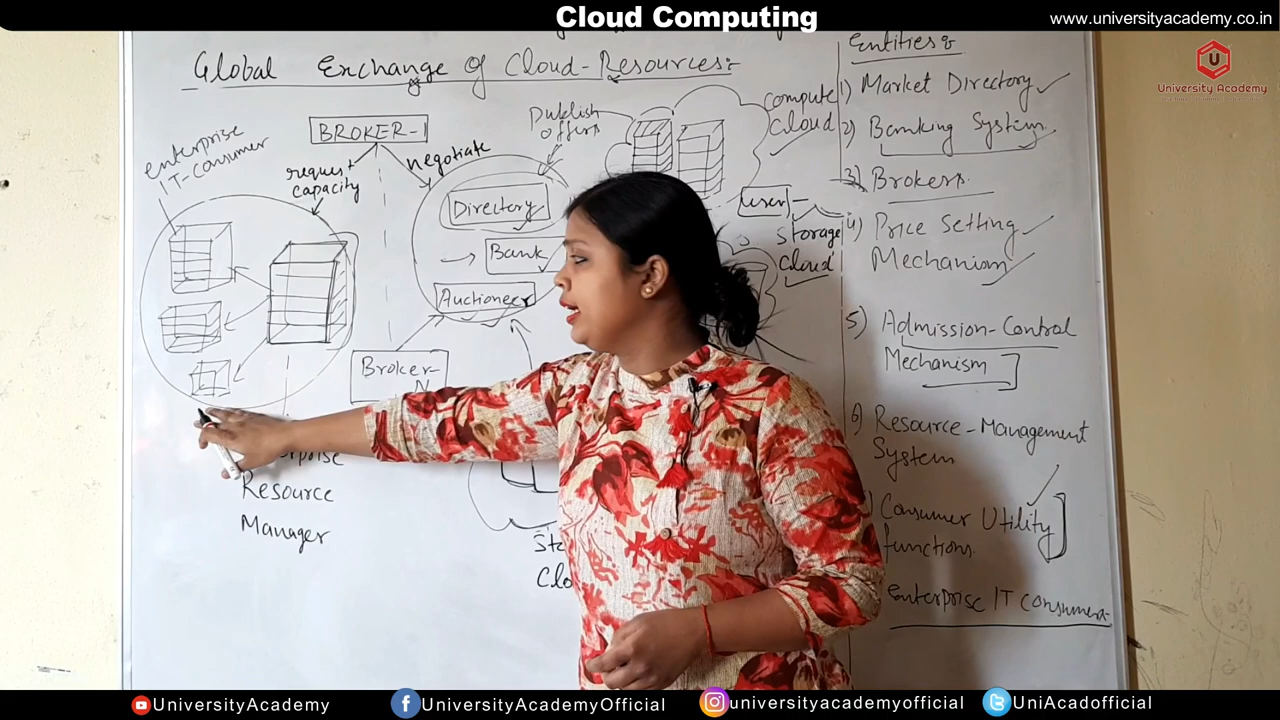 Cloud Computing
www.universityacademy.co.in
U
University Academy
Global Exchange of Cloud-Resources:-
enterprise
IT-consumer
BROKER-1
request
capacity
negotiate
Publish
offers
compute
cloud
Directory
Bank
Auctioneer
user
storage
cloud
Broker-
N
Resource
Manager
Entities:-
1) Market Directory
2) Banking System
3) Brokers.
4) Price Setting
Mechanism
5) Admission-Control
Mechanism
6) Resource-Management
System
Consumer Utility
functions.
Enterprise IT consumer
UniversityAcademy
UniversityAcademyOfficial
universityacademyofficial
UniAcadofficial